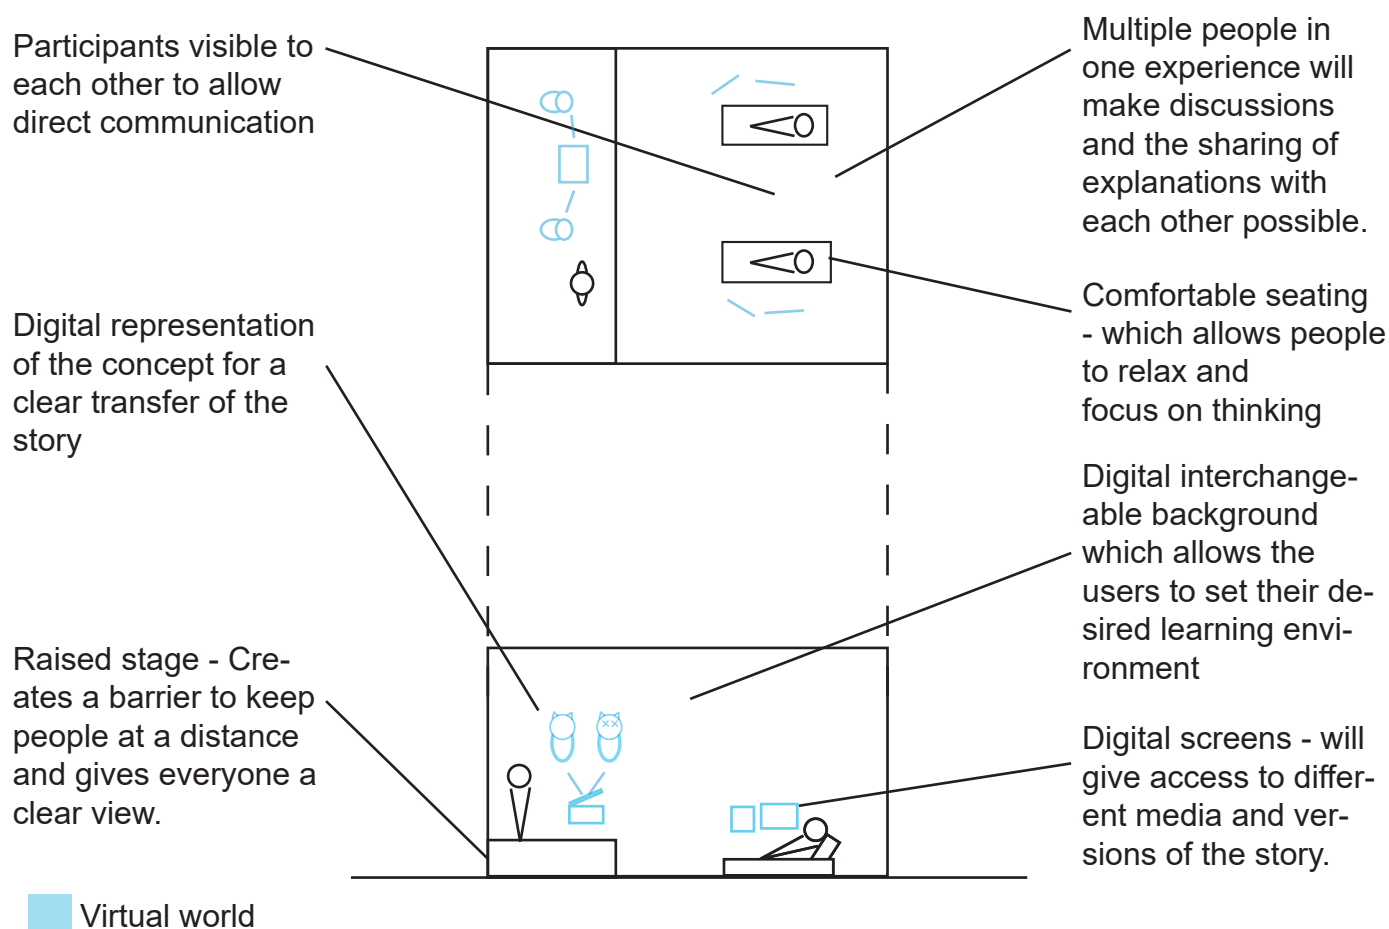 Participants visible to
each other to allow
direct communication
Digital representation
of the concept for a
clear transfer of the
story
Raised stage - Cre-
ates a barrier to keep
people at a distance
and gives everyone a
clear view.
Virtual world
Multiple people in
one experience will
make discussions
and the sharing of
explanations with
each other possible.
Comfortable seating
- which allows people
to relax and
focus on thinking
Digital interchange-
able background
which allows the
users to set their de-
sired learning envi-
ronment
Digital screens - will
give access to differ-
ent media and ver-
sions of the story.